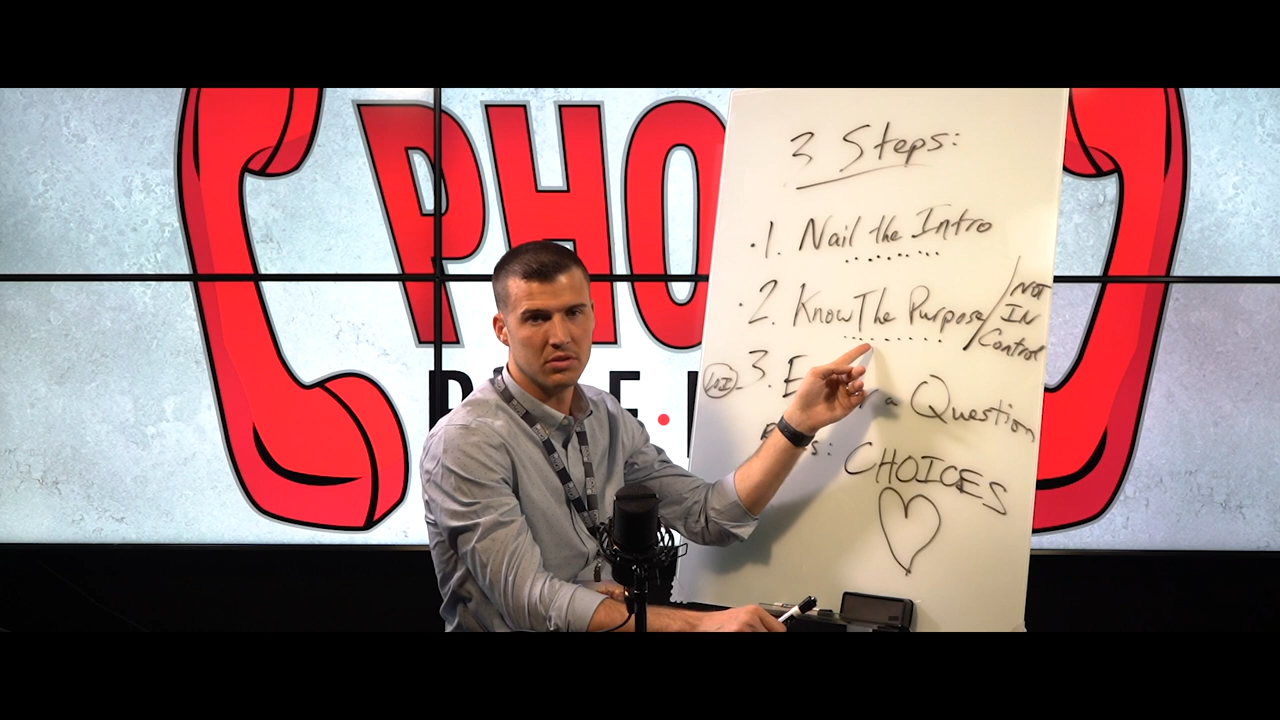 PHO
3 Steps:
1. Nail the Intro
2. Know The Purpose/NOT IN Control
3. a Question
CHOICES